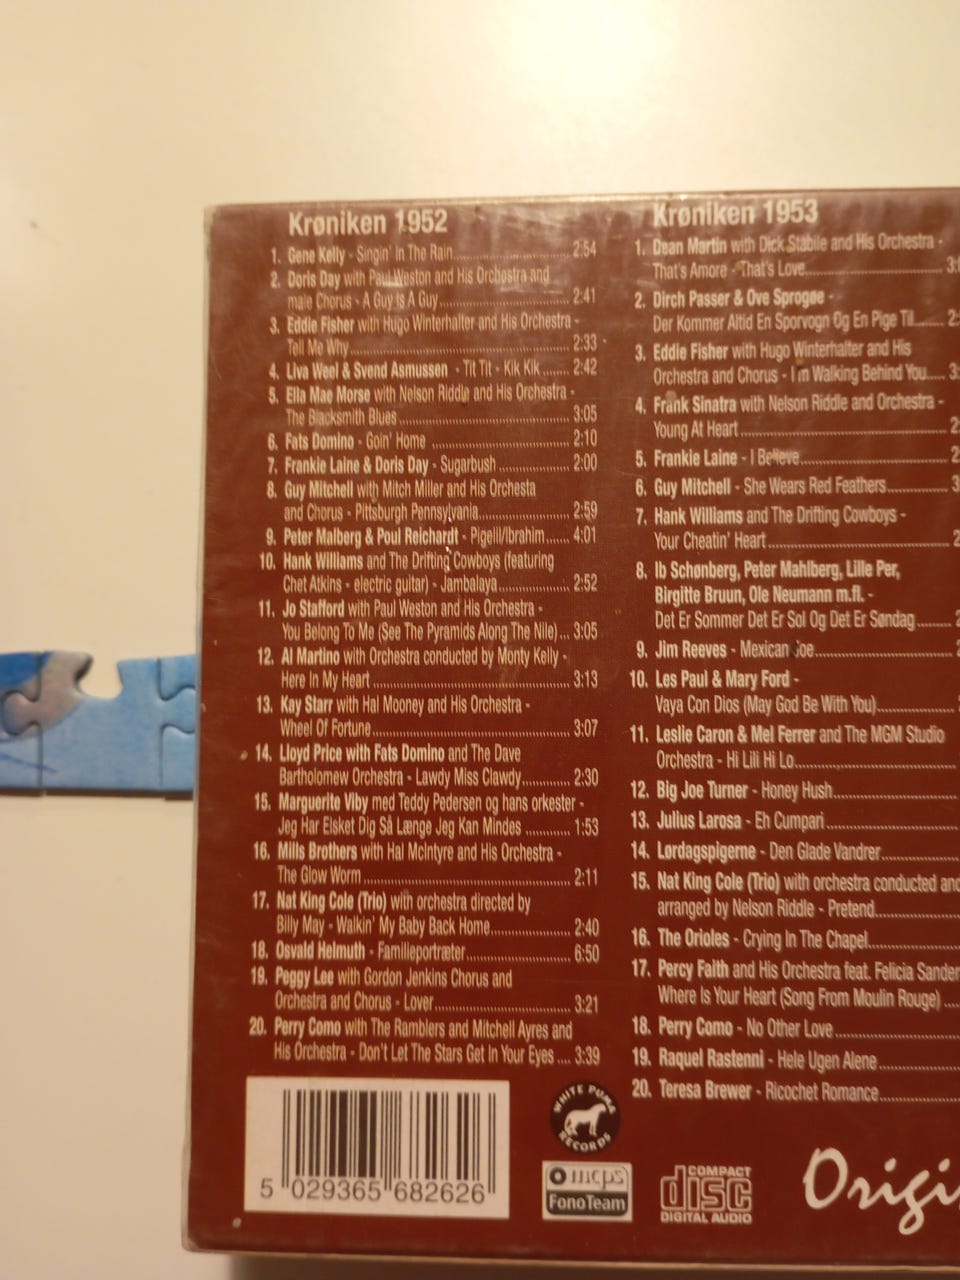 Krøniken 1952
1. Gene Kelly - Singin' In The Rain 2:54
2. Doris Day with Paul Weston and His Orchestra and
male Chorus - A Guy Is A Guy 2:41
3. Eddie Fisher with Hugo Winterhalter and His Orchestra -
Tell Me Why 2:33
4. Liva Weel & Svend Asmussen - Tit Tit - Kik Kik 2:42
5. Ella Mae Morse with Nelson Riddle and His Orchestra -
The Blacksmith Blues 3:05
6. Fats Domino - Goin' Home 2:10
7. Frankie Laine & Doris Day - Sugarbush 2:00
8. Guy Mitchell with Mitch Miller and His Orchesta
and Chorus - Pittsburgh Pennsylvania 2:59
9. Peter Malberg & Poul Reichardt - Pigeill/Ibrahim 4:01
10. Hank Williams and The Drifting Cowboys (featuring
Chet Atkins - electric guitar) - Jambalaya 2:52
11. Jo Stafford with Paul Weston and His Orchestra -
You Belong To Me (See The Pyramids Along The Nile) 3:05
12. Al Martino with Orchestra conducted by Monty Kelly -
Here In My Heart 3:13
13. Kay Starr with Hal Mooney and His Orchestra -
Wheel Of Fortune 3:07
14. Lloyd Price with Fats Domino and The Dave
Bartholomew Orchestra - Lawdy Miss Clawdy 2:30
15. Marguerite Viby med Teddy Pedersen og hans orkester -
Jeg Har Elsket Dig Så Længe Jeg Kan Mindes 1:53
16. Mills Brothers with Hal McIntyre and His Orchestra -
The Glow Worm 2:11
17. Nat King Cole (Trio) with orchestra directed by
Billy May - Walkin' My Baby Back Home 2:40
18. Osvald Helmuth - Familieportræter 6:50
19. Peggy Lee with Gordon Jenkins Chorus and
Orchestra and Chorus - Lover 3:21
20. Perry Como with The Ramblers and Mitchell Ayres and
His Orchestra - Don't Let The Stars Get In Your Eyes 3:39
Krøniken 1953
1. Dean Martin with Dick Stabile and His Orchestra -
That's Amore - That's Love 3:
2. Dirch Passer & Ove Sprogøe -
Der Kommer Altid En Sporvogn Og En Pige Til 2:
3. Eddie Fisher with Hugo Winterhalter and His
Orchestra and Chorus - I'm Walking Behind You 3:
4. Frank Sinatra with Nelson Riddle and Orchestra -
Young At Heart 2:
5. Frankie Laine - I Believe 2
6. Guy Mitchell - She Wears Red Feathers 3
7. Hank Williams and The Drifting Cowboys -
Your Cheatin' Heart 2
8. Ib Schønberg, Peter Mahlberg, Lille Per,
Birgitte Bruun, Ole Neumann m.fl. -
Det Er Sommer Det Er Sol Og Det Er Søndag 2
9. Jim Reeves - Mexican Joe 2
10. Les Paul & Mary Ford -
Vaya Con Dios (May God Be With You)
11. Leslie Caron & Mel Ferrer and The MGM Studio
Orchestra - Hi Lili Hi Lo
12. Big Joe Turner - Honey Hush
13. Julius Larosa - Eh Cumpari
14. Lørdagspigerne - Den Glade Vandrer
15. Nat King Cole (Trio) with orchestra conducted and
arranged by Nelson Riddle - Pretend
16. The Orioles - Crying In The Chapel
17. Percy Faith and His Orchestra feat. Felicia Sander
Where Is Your Heart (Song From Moulin Rouge)
18. Perry Como - No Other Love
19. Raquel Rastenni - Hele Ugen Alene
20. Teresa Brewer - Ricochet Romance
5 029365 682626
WHITE PUMA
RECORDS
mcps
FonoTeam
COMPACT
disc
DIGITAL AUDIO
Origi